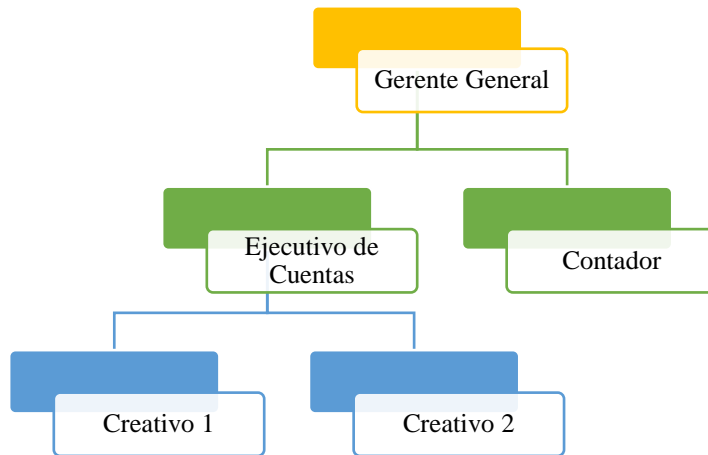 Gerente General
Ejecutivo de
Cuentas
Contador
Creativo 1
Creativo 2